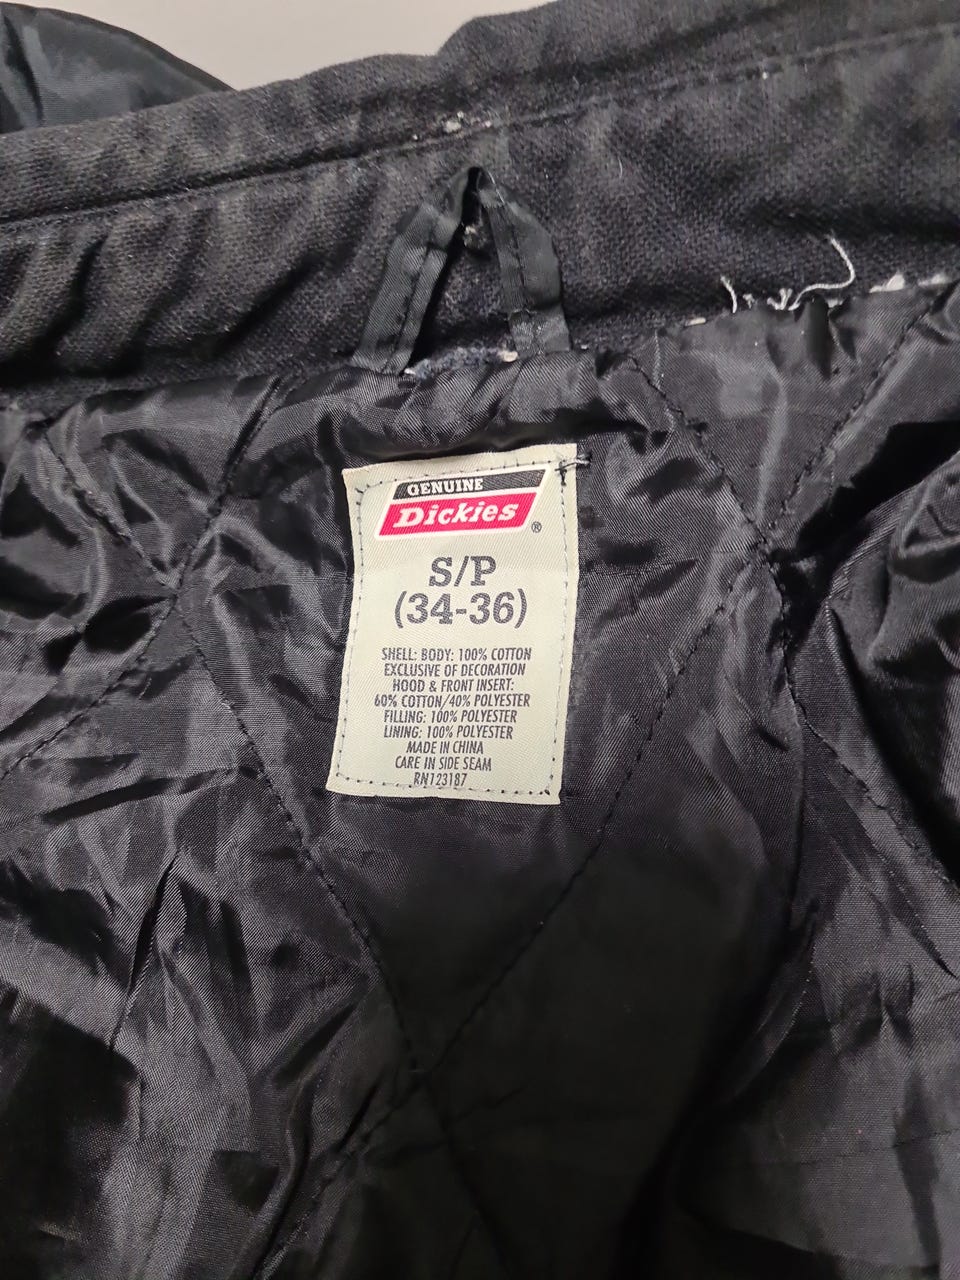 GENUINE
Dickies®
S/P
(34-36)
SHELL: BODY: 100% COTTON
EXCLUSIVE OF DECORATION
HOOD & FRONT INSERT:
60% COTTON/40% POLYESTER
FILLING: 100% POLYESTER
LINING: 100% POLYESTER
MADE IN CHINA
CARE IN SIDE SEAM
RN123187